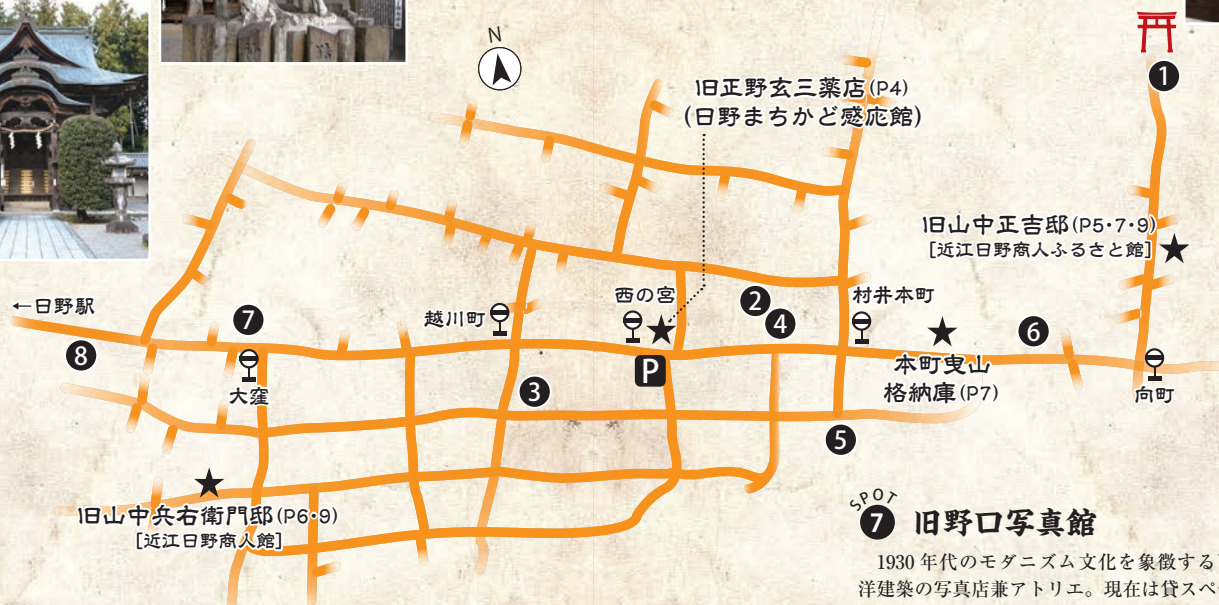 N
旧正野玄三薬店(P4)
(日野まちかど感応館)
1
旧山中正吉邸(P5・7・9)
[近江日野商人ふるさと館]
←日野駅
7
8
越川町
西の宮
2
4
村井本町
6
大窪
3
P
本町曳山
格納庫(P7)
向町
5
旧山中兵右衛門邸(P6・9)
[近江日野商人館]
SPOT
7 旧野口写真館
1930年代のモダニズム文化を象徴する
洋建築の写真店兼アトリエ。現在は貸スペ